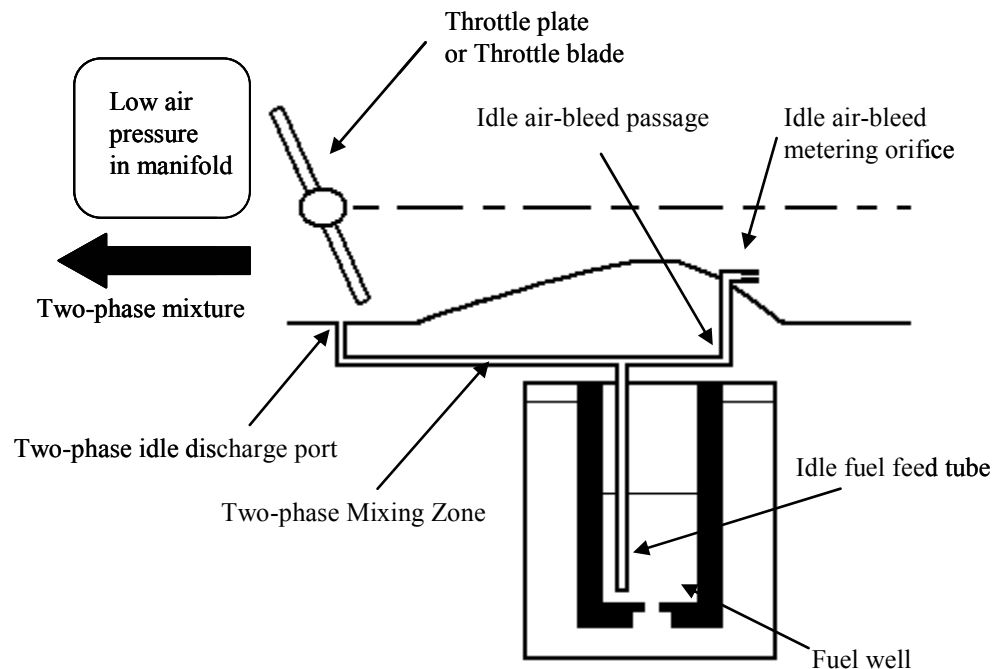 Throttle plate
or Throttle blade
Low air
pressure
in manifold
Idle air-bleed passage
Idle air-bleed
metering orifice
Two-phase mixture
Two-phase idle discharge port
Two-phase Mixing Zone
Idle fuel feed tube
Fuel well